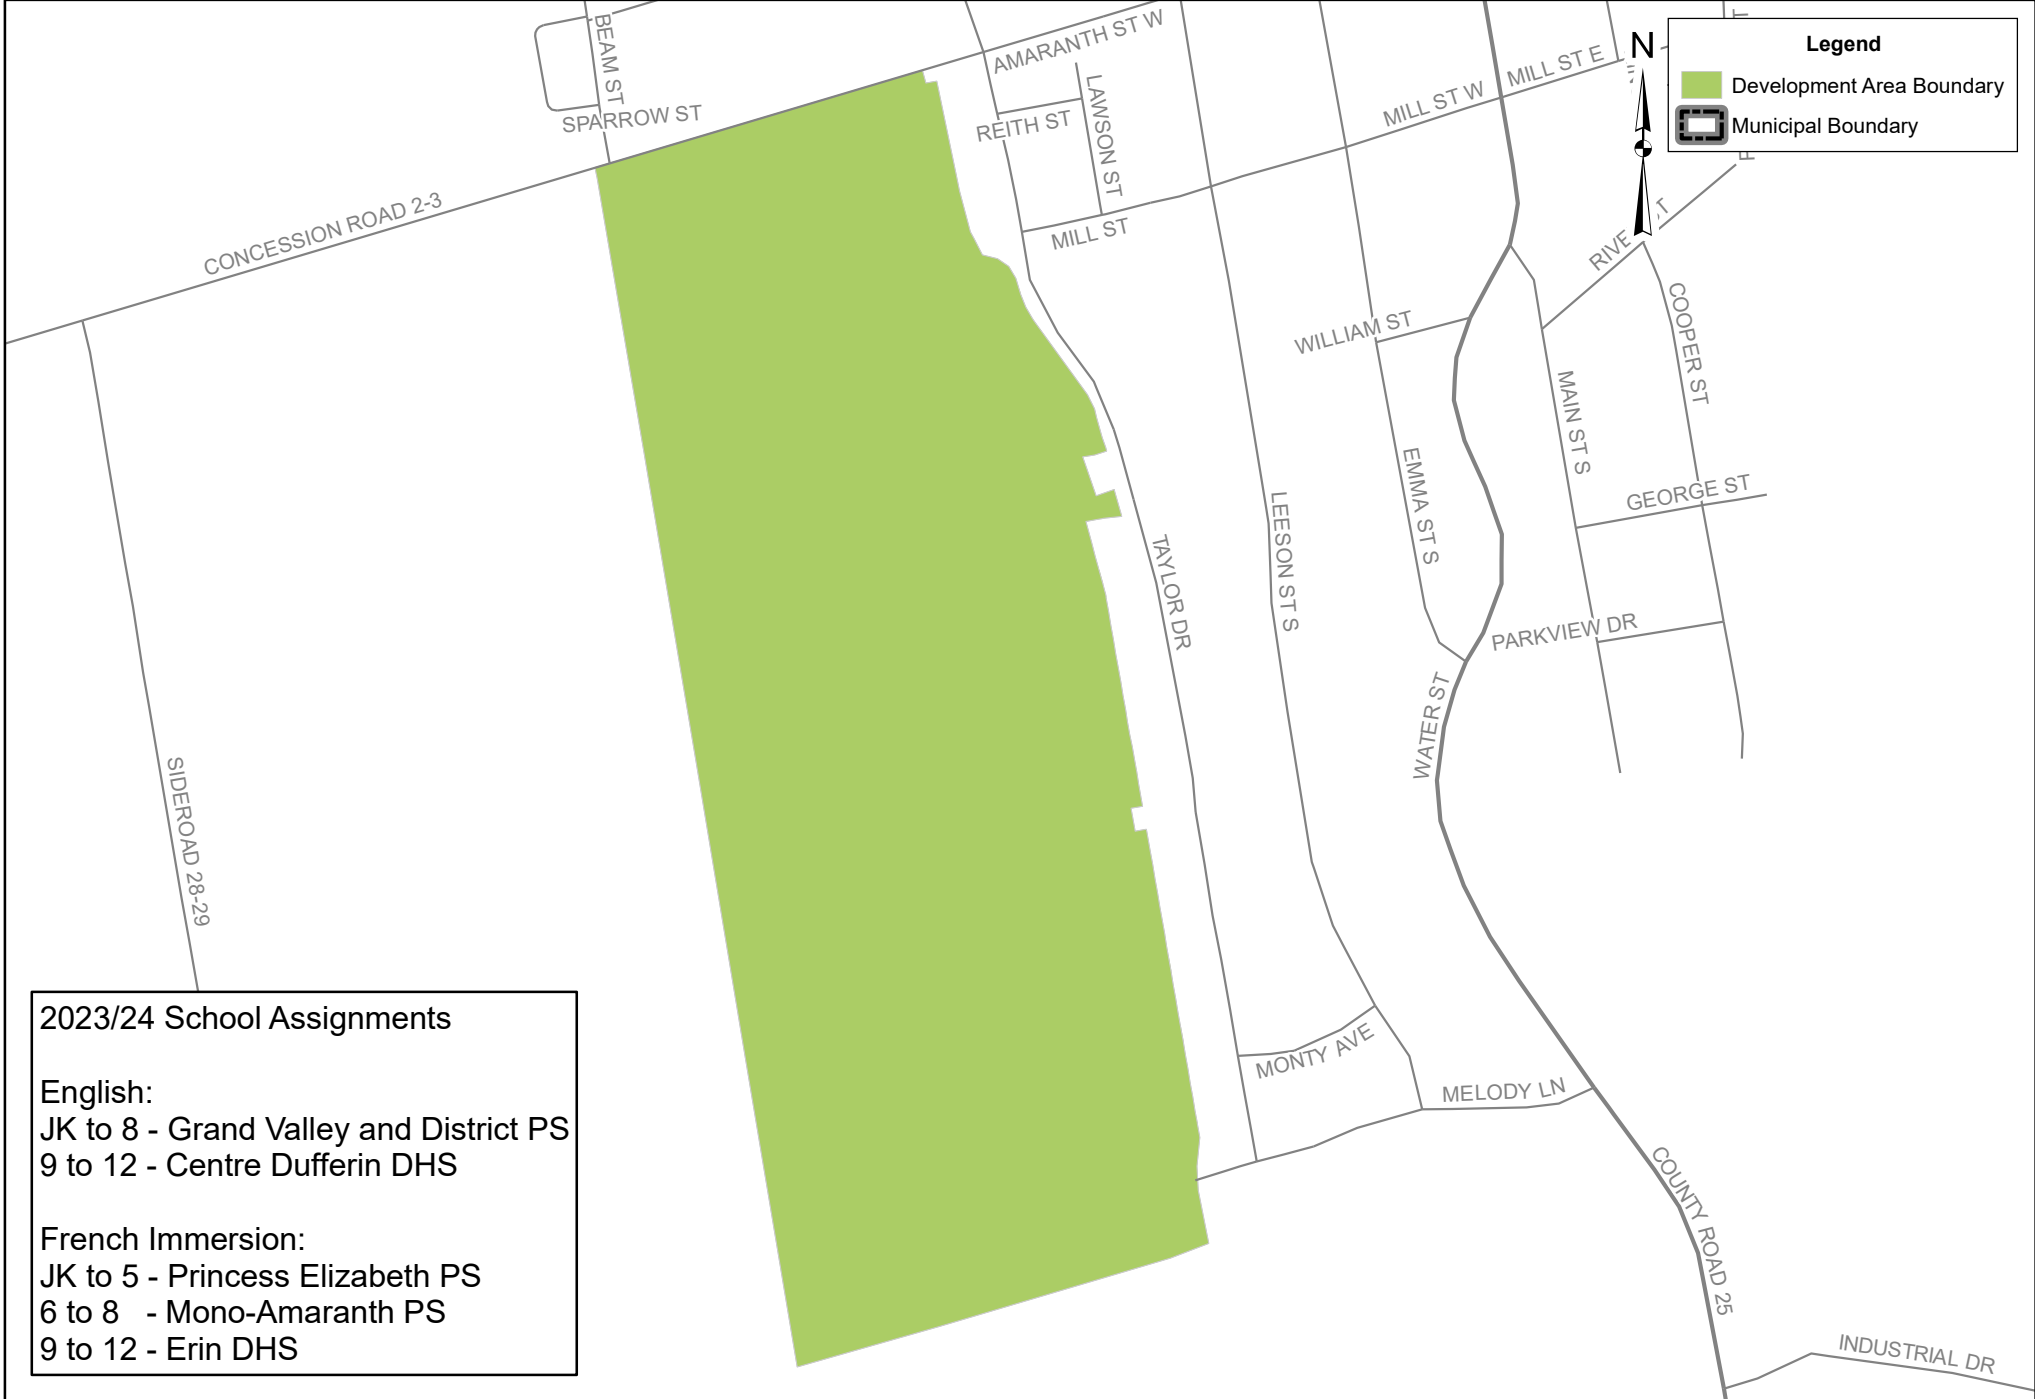 BEAM ST
SPARROW ST
AMARANTH ST W
LAWSON ST
REITH ST
MILL ST
MILL ST W
MILL ST E
N
Legend
Development Area Boundary
Municipal Boundary
CONCESSION ROAD 2-3
WILLIAM ST
COOPER ST
MAIN ST S
GEORGE ST
EMMA ST S
LEESON ST S
TAYLOR DR
PARKVIEW DR
WATER ST
SIDEROAD 28-29
MONTY AVE
MELODY LN
COUNTY ROAD 25
INDUSTRIAL DR
2023/24 School Assignments
English:
JK to 8 - Grand Valley and District PS
9 to 12 - Centre Dufferin DHS
French Immersion:
JK to 5 - Princess Elizabeth PS
6 to 8 - Mono-Amaranth PS
9 to 12 - Erin DHS